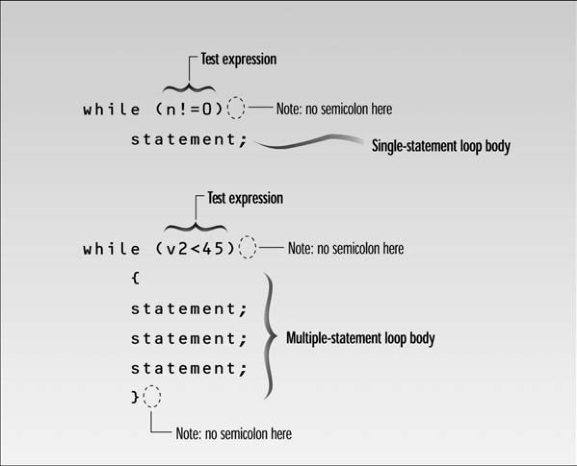 Test expression
while (n!=0) Note: no semicolon here
statement; Single-statement loop body
Test expression
while (v2<45) Note: no semicolon here
{
statement;
statement; Multiple-statement loop body
statement;
}
Note: no semicolon here